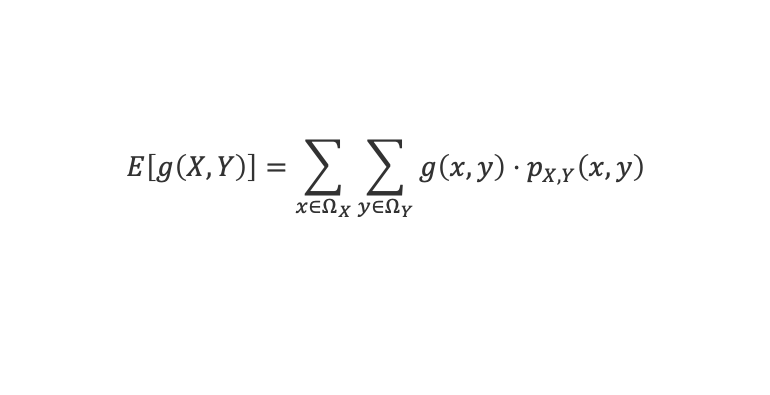 E[g(X,Y)] = ∑_{x∈Ω_X} ∑_{y∈Ω_Y} g(x,y) · p_{X,Y}(x,y)